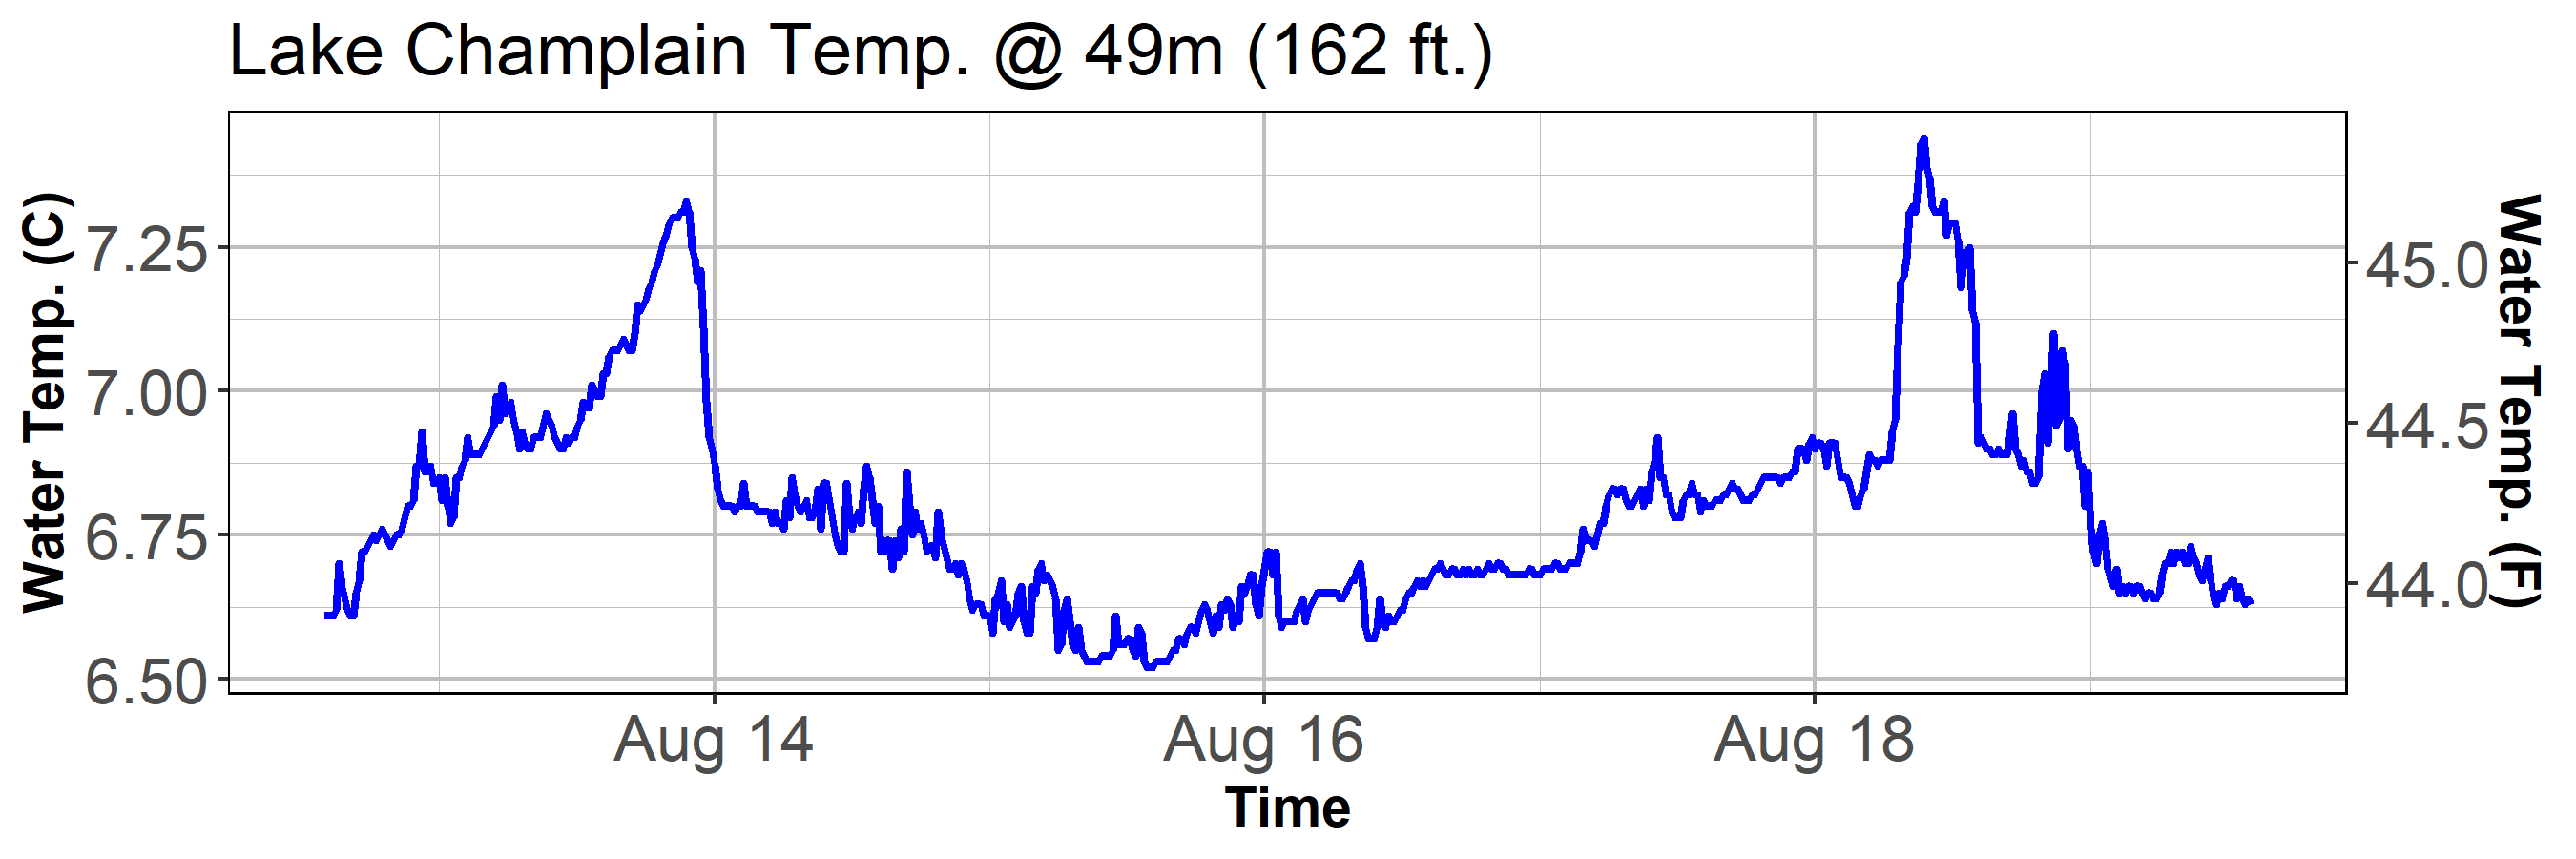 Lake Champlain Temp. @ 49m (162 ft.)
Water Temp. (C)
7.25
7.00
6.75
6.50
45.0
44.5
44.0
Water Temp. (F)
Aug 14
Aug 16
Aug 18
Time